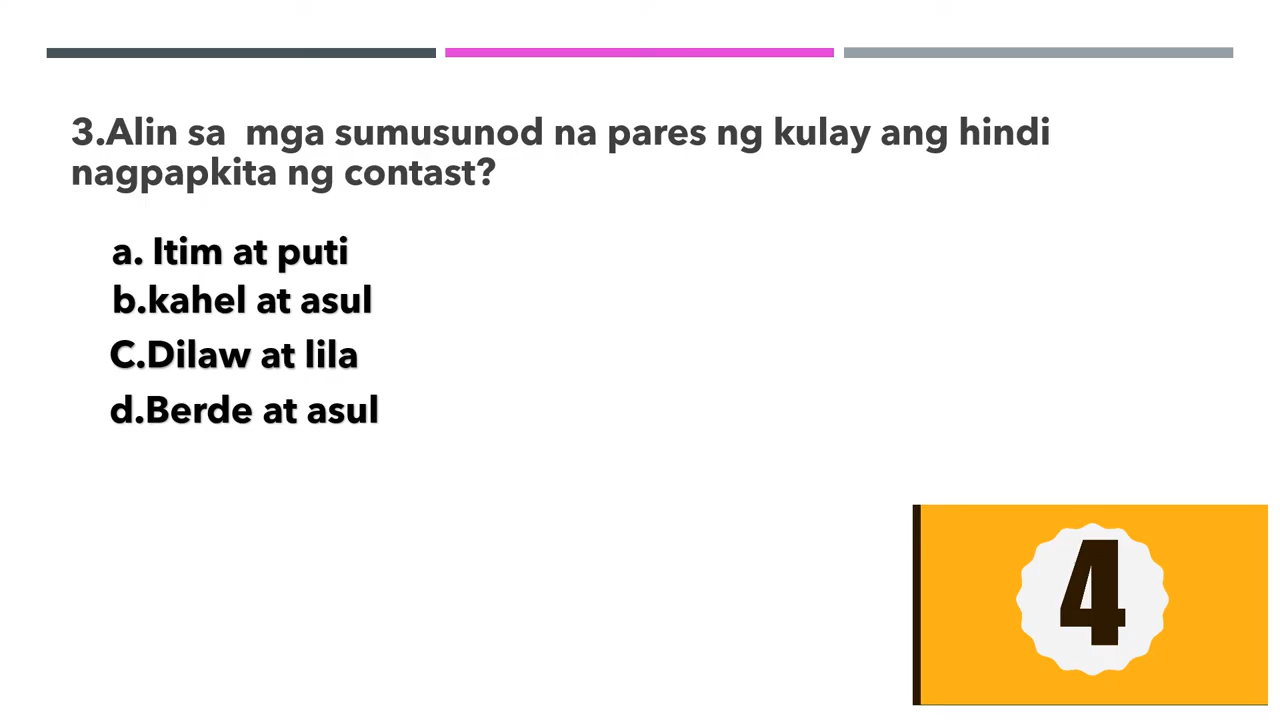 3.Alin sa  mga sumusunod na pares ng kulay ang hindi
nagpapkita ng contast?
a. Itim at puti
b.kahel at asul
C.Dilaw at lila
d.Berde at asul
4